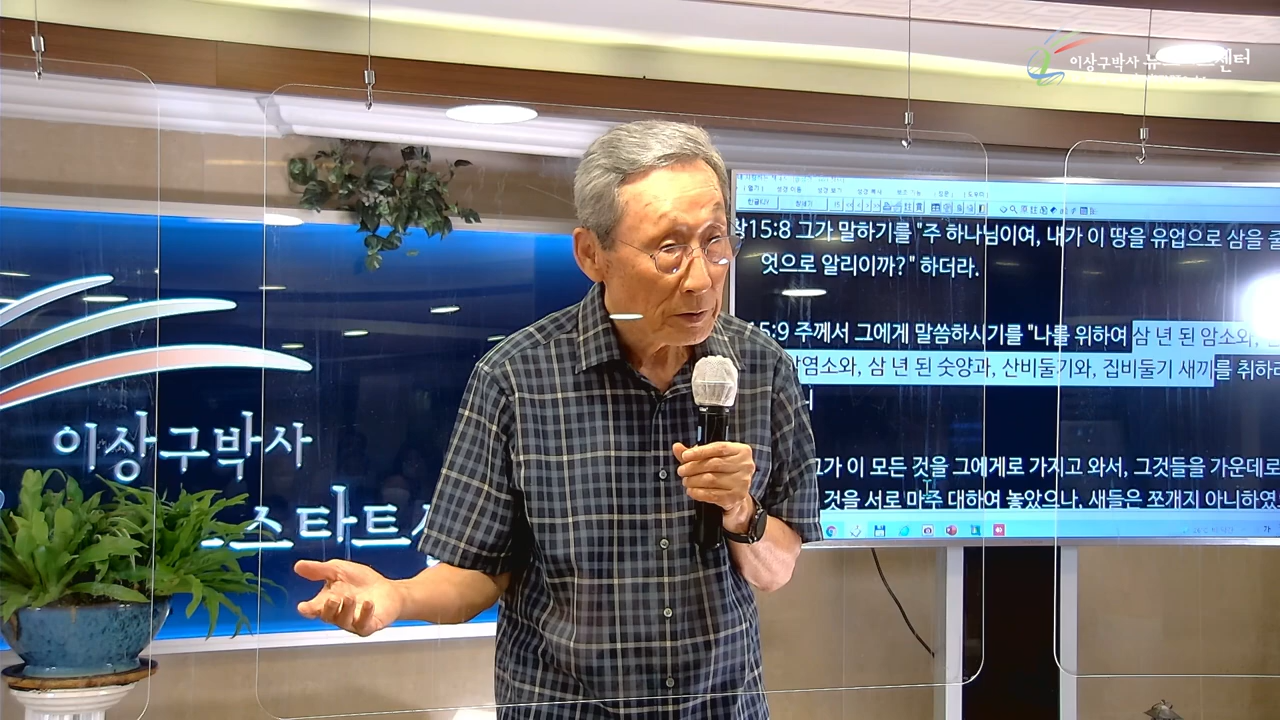 이상구박사 뉴 센터
이상구박사
스타트
창15:8 그가 말하기를 "주 하나님이여, 내가 이 땅을 유업으로 삼을 줄
엇으로 알리이까?" 하더라.
15:9 주께서 그에게 말씀하시기를 "나를 위하여 삼 년 된 암소와,
암염소와, 삼 년 된 숫양과, 산비둘기와, 집비둘기 새끼를 취하라
그가 이 모든 것을 그에게로 가지고 와서, 그것들을 가운데로
것을 서로 마주 대하여 놓았으나, 새들은 쪼개지 아니하였